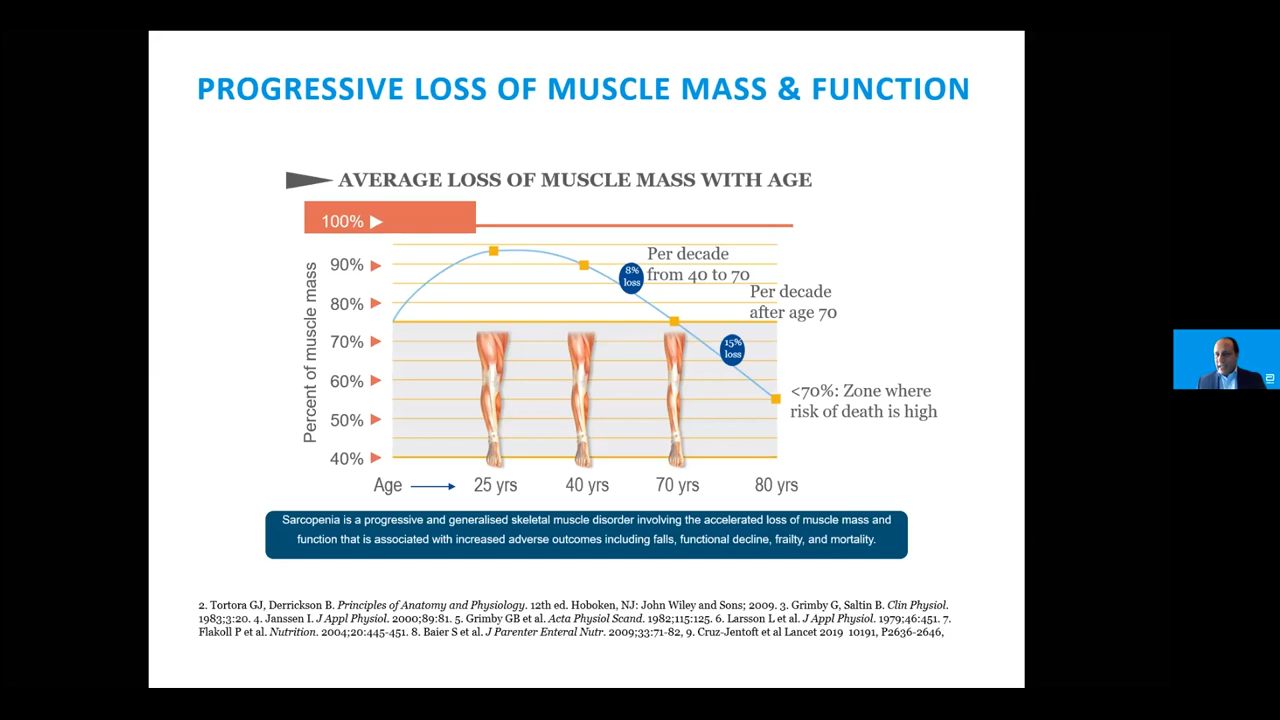 PROGRESSIVE LOSS OF MUSCLE MASS & FUNCTION
AVERAGE LOSS OF MUSCLE MASS WITH AGE
100%
90%
80%
70%
60%
50%
40%
Percent of muscle mass
8%
loss
Per decade
from 40 to 70
Per decade
after age 70
15%
loss
<70%: Zone where
risk of death is high
Age
25 yrs
40 yrs
70 yrs
80 yrs
Sarcopenia is a progressive and generalised skeletal muscle disorder involving the accelerated loss of muscle mass and
function that is associated with increased adverse outcomes including falls, functional decline, frailty, and mortality.
2. Tortora GJ, Derrickson B. Principles of Anatomy and Physiology. 12th ed. Hoboken, NJ: John Wiley and Sons; 2009. 3. Grimby G, Saltin B. Clin Physiol.
1983;3:20. 4. Janssen I. J Appl Physiol. 2000;89:81. 5. Grimby GB et al. Acta Physiol Scand. 1982;115:125. 6. Larsson L et al. J Appl Physiol. 1979;46:451. 7.
Flakoll P et al. Nutrition. 2004;20:445-451. 8. Baier S et al. J Parenter Enteral Nutr. 2009;33:71-82, 9. Cruz-Jentoft et al Lancet 2019 10191, P2636-2646,